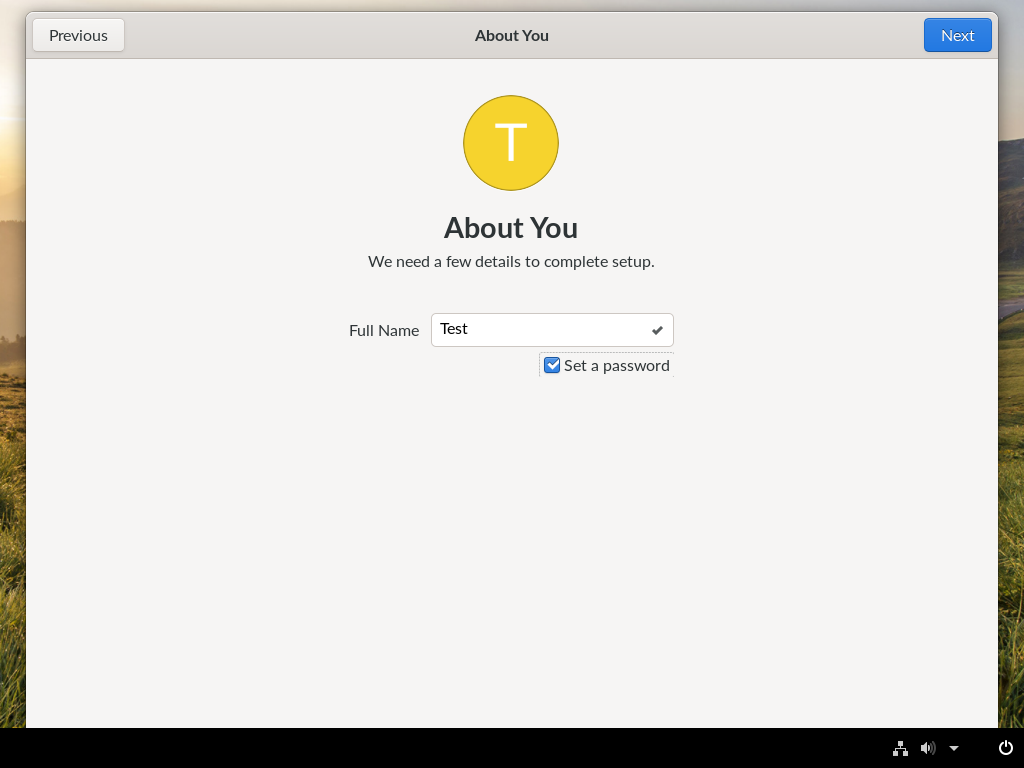 Previous
About You
Next
T
About You
We need a few details to complete setup.
Full Name
Test
Set a password